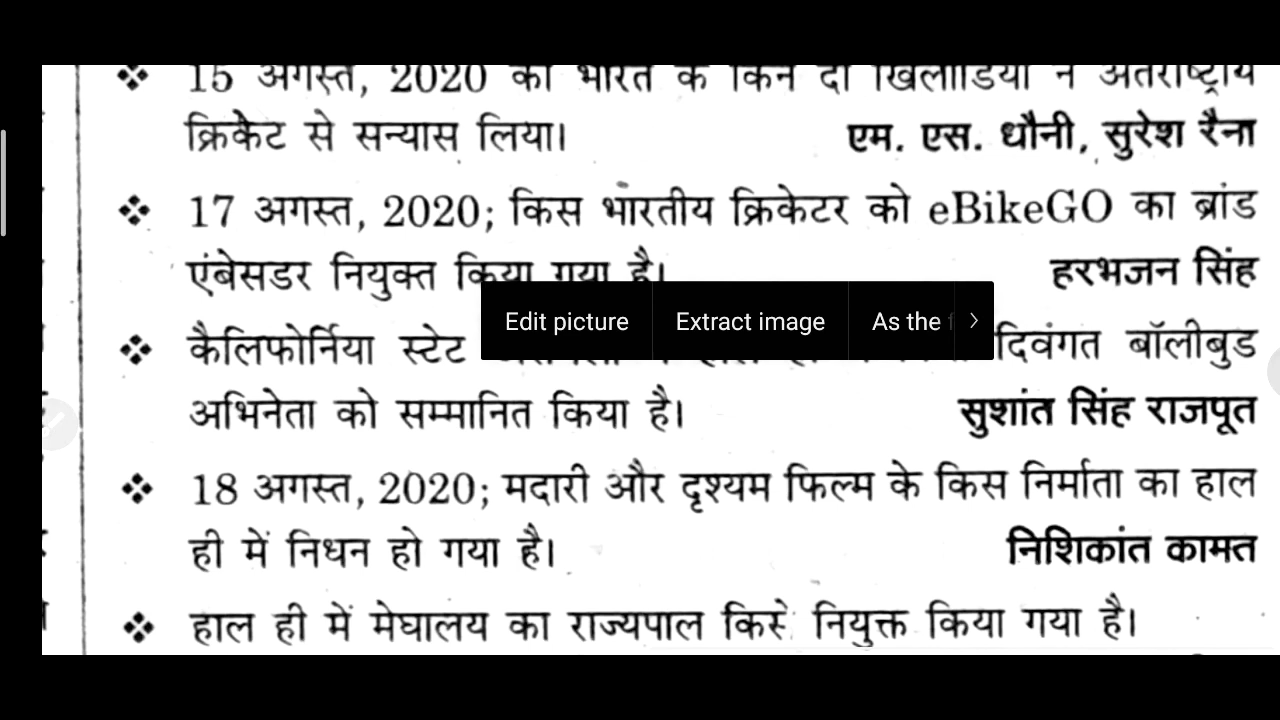 15 अगस्त, 2020 को भारत के किन दो खिलाडियों ने अंतर्राष्ट्रीय
क्रिकेट से सन्यास लिया। एम. एस. धौनी, सुरेश रैना
17 अगस्त, 2020; किस भारतीय क्रिकेटर को eBikeGO का ब्रांड
एंबेसडर नियुक्त किया गया है। हरभजन सिंह
Edit picture Extract image As the
कैलिफोर्निया स्टेट दिवंगत बॉलीबुड
अभिनेता को सम्मानित किया है। सुशांत सिंह राजपूत
18 अगस्त, 2020; मदारी और दृश्यम फिल्म के किस निर्माता का हाल
ही में निधन हो गया है। निशिकांत कामत
हाल ही में मेघालय का राज्यपाल किसे नियुक्त किया गया है।